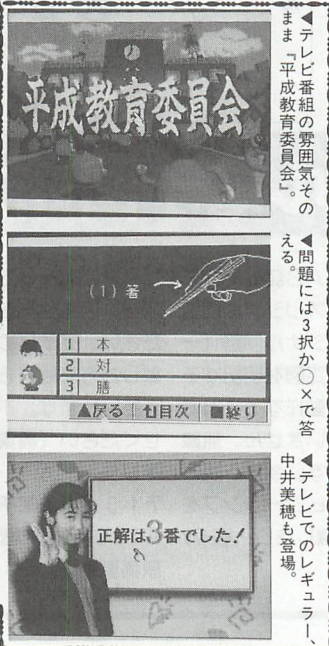 ◀テレビ番組の雰囲気その
まま『平成教育委員会』。
平成教育委員会
◀問題には3択か○×で答
える。
(1) 箸
1 本
2 対
3 膳
▲戻る 目次 ■終り
◀テレビでのレギュラー、
中井美穂も登場。
正解は3番でした!